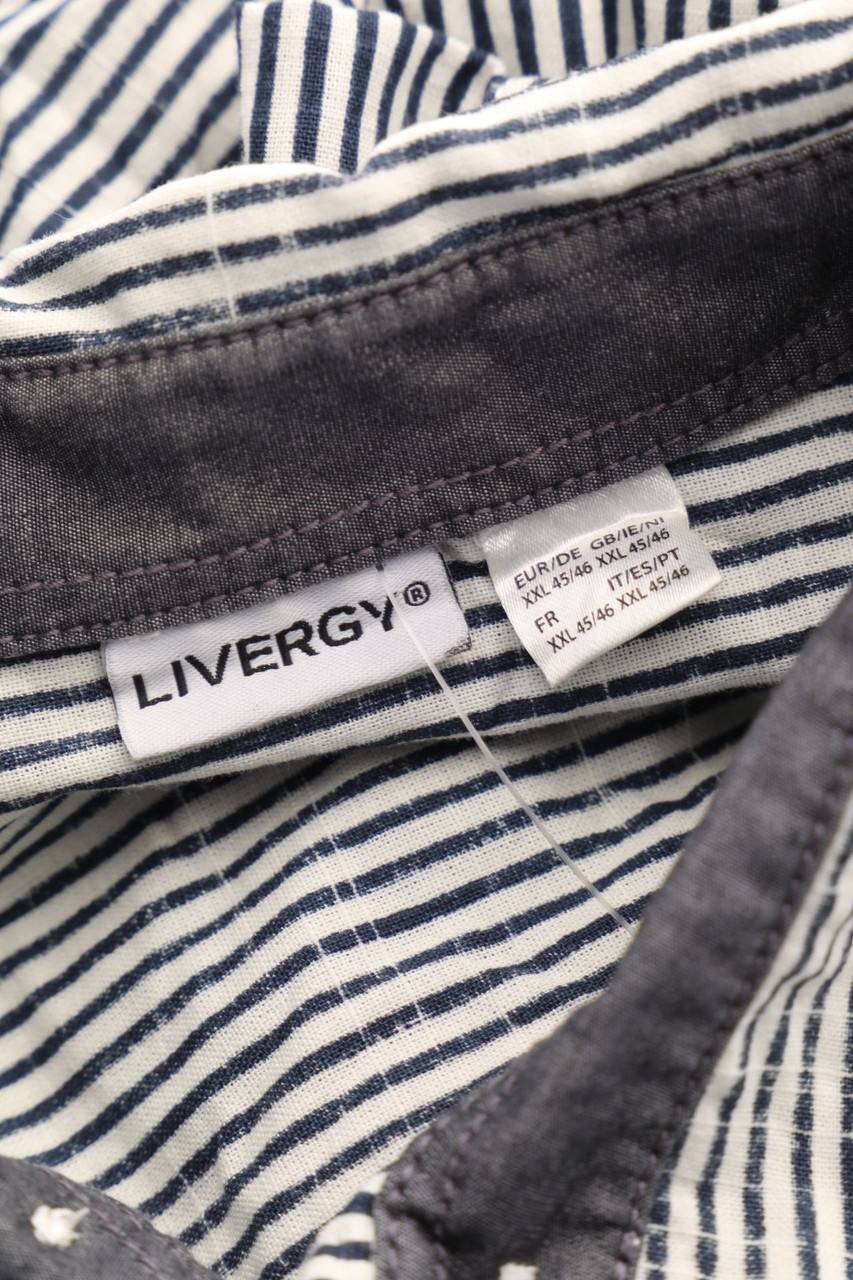 LIVERGY®
EUR/DE GB/IE/NI
XXL 45/46 XXL 45/46
FR IT/ES/PT
XXL 45/46 XXL 45/46